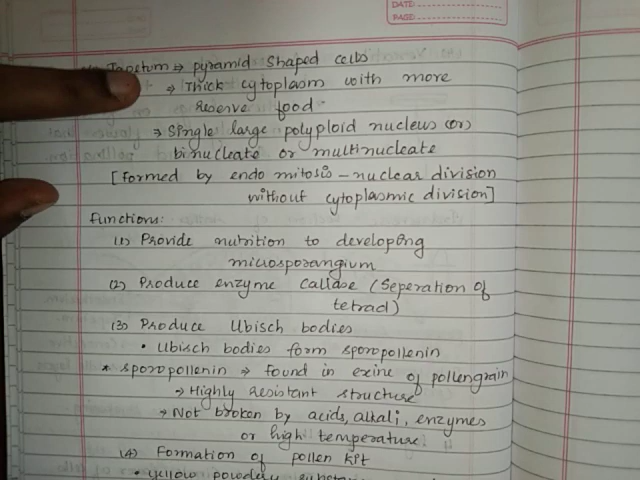 DATE:
PAGE:
Tapetum → pyramid shaped cells
→ Thick cytoplasm with more
reserve food.
→ Single large polyploid nucleus (or)
binucleate or multinucleate
[formed by endo mitosis - nuclear division
without cytoplasmic division]
Functions:
(1) Provide nutrition to developing
microsporangium
(2) Produce enzyme callase (Seperation of
tetrad)
(3) Produce Ubisch bodies
• Ubisch bodies form sporopollenin
* sporopollenin → found in exine of pollengrain
→ Highly resistant structure
→ Not broken by acids, alkali, enzymes
or high temperature.
(4) Formation of pollen kPt
• Yellow powdery